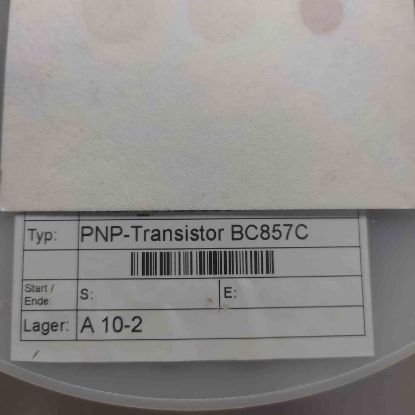 Typ: PNP-Transistor BC857C
Start / Ende: S: E:
Lager: A 10-2